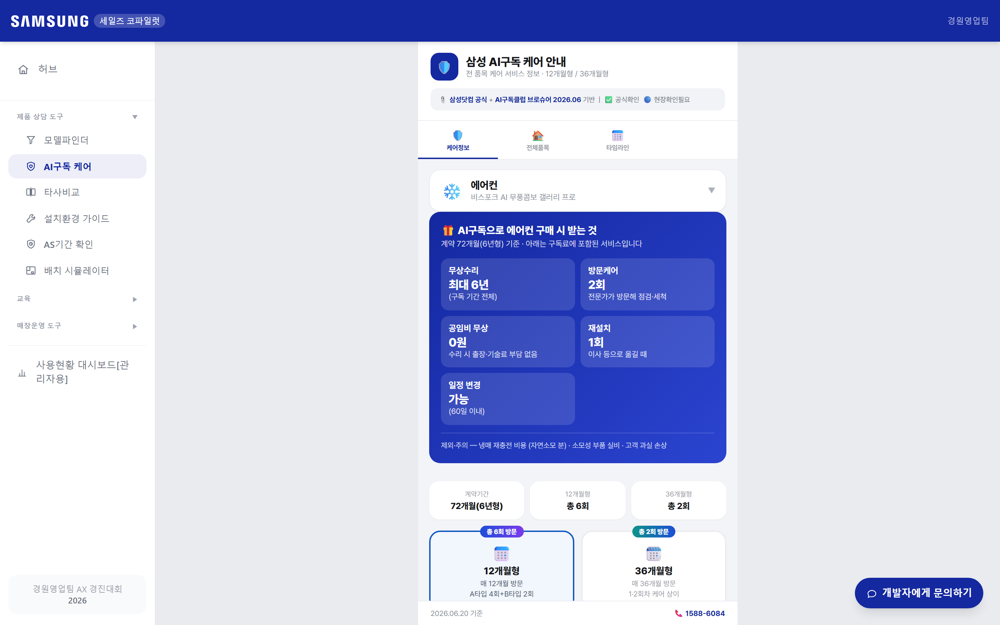 SAMSUNG 세일즈 코파일럿
경원영업팀
허브
제품 상담 도구 ▼
모델파인더
AI구독 케어
타사비교
설치환경 가이드
AS기간 확인
배치 시뮬레이터
교육 ▶
매장운영 도구 ▶
사용현황 대시보드[관
리자용]
경원영업팀 AX 경진대회
2026
삼성 AI구독 케어 안내
전 품목 케어 서비스 정보 · 12개월형 / 36개월형
삼성닷컴 공식 + AI구독클럽 브로슈어 2026.06 기반 | ✅ 공식확인 🔵 현장확인필요
케어정보
전체품목
타임라인
에어컨
비스포크 AI 무풍콤보 갤러리 프로
▼
AI구독으로 에어컨 구매 시 받는 것
계약 72개월(6년형) 기준 · 아래는 구독료에 포함된 서비스입니다
무상수리
최대 6년
(구독 기간 전체)
방문케어
2회
전문가가 방문해 점검·세척
공임비 무상
0원
수리 시 출장·기술료 부담 없음
재설치
1회
이사 등으로 옮길 때
일정 변경
가능
(60일 이내)
제외·주의 — 냉매 재충전 비용 (자연소모 분) · 소모성 부품 실비 · 고객 과실 손상
계약기간
72개월(6년형)
12개월형
총 6회
36개월형
총 2회
총 6회 방문
12개월형
매 12개월 방문
A타입 4회+B타입 2회
총 2회 방문
36개월형
매 36개월 방문
1·2회차 케어 상이
2026.06.20 기준
1588-6084
개발자에게 문의하기